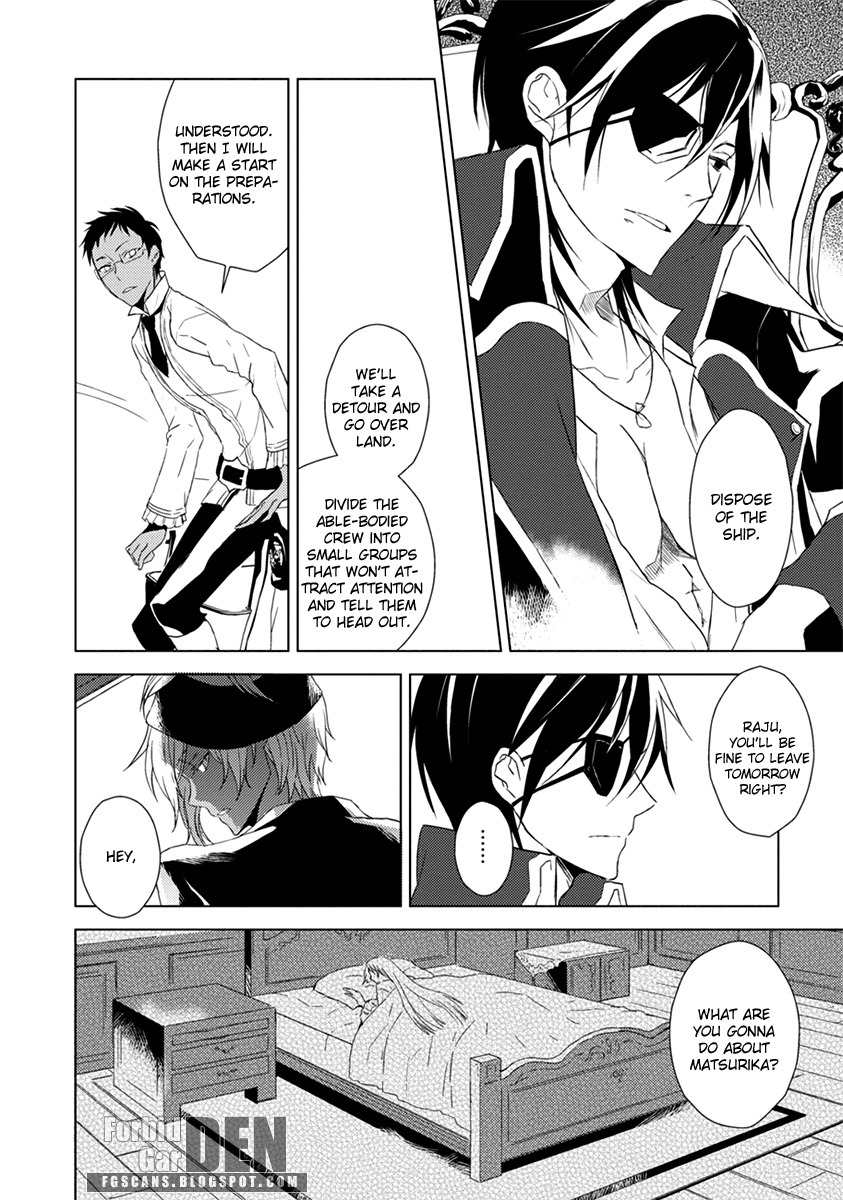 DISPOSE
OF THE
SHIP.
WE'LL
TAKE A
DETOUR AND
GO OVER
LAND.
DIVIDE THE
ABLE-BODIED
CREW INTO
SMALL GROUPS
THAT WON'T AT-
TRACT ATTENTION
AND TELL THEM
TO HEAD OUT.
UNDERSTOOD.
THEN I WILL
MAKE A START
ON THE PREPA-
RATIONS.
RAJU,
YOU'LL BE
FINE TO LEAVE
TOMORROW
RIGHT?
......
HEY,
WHAT ARE
YOU GONNA
DO ABOUT
MATSURIKA?
Forbid
GarDEN
FGSCANS.BLOGSPOT.COM